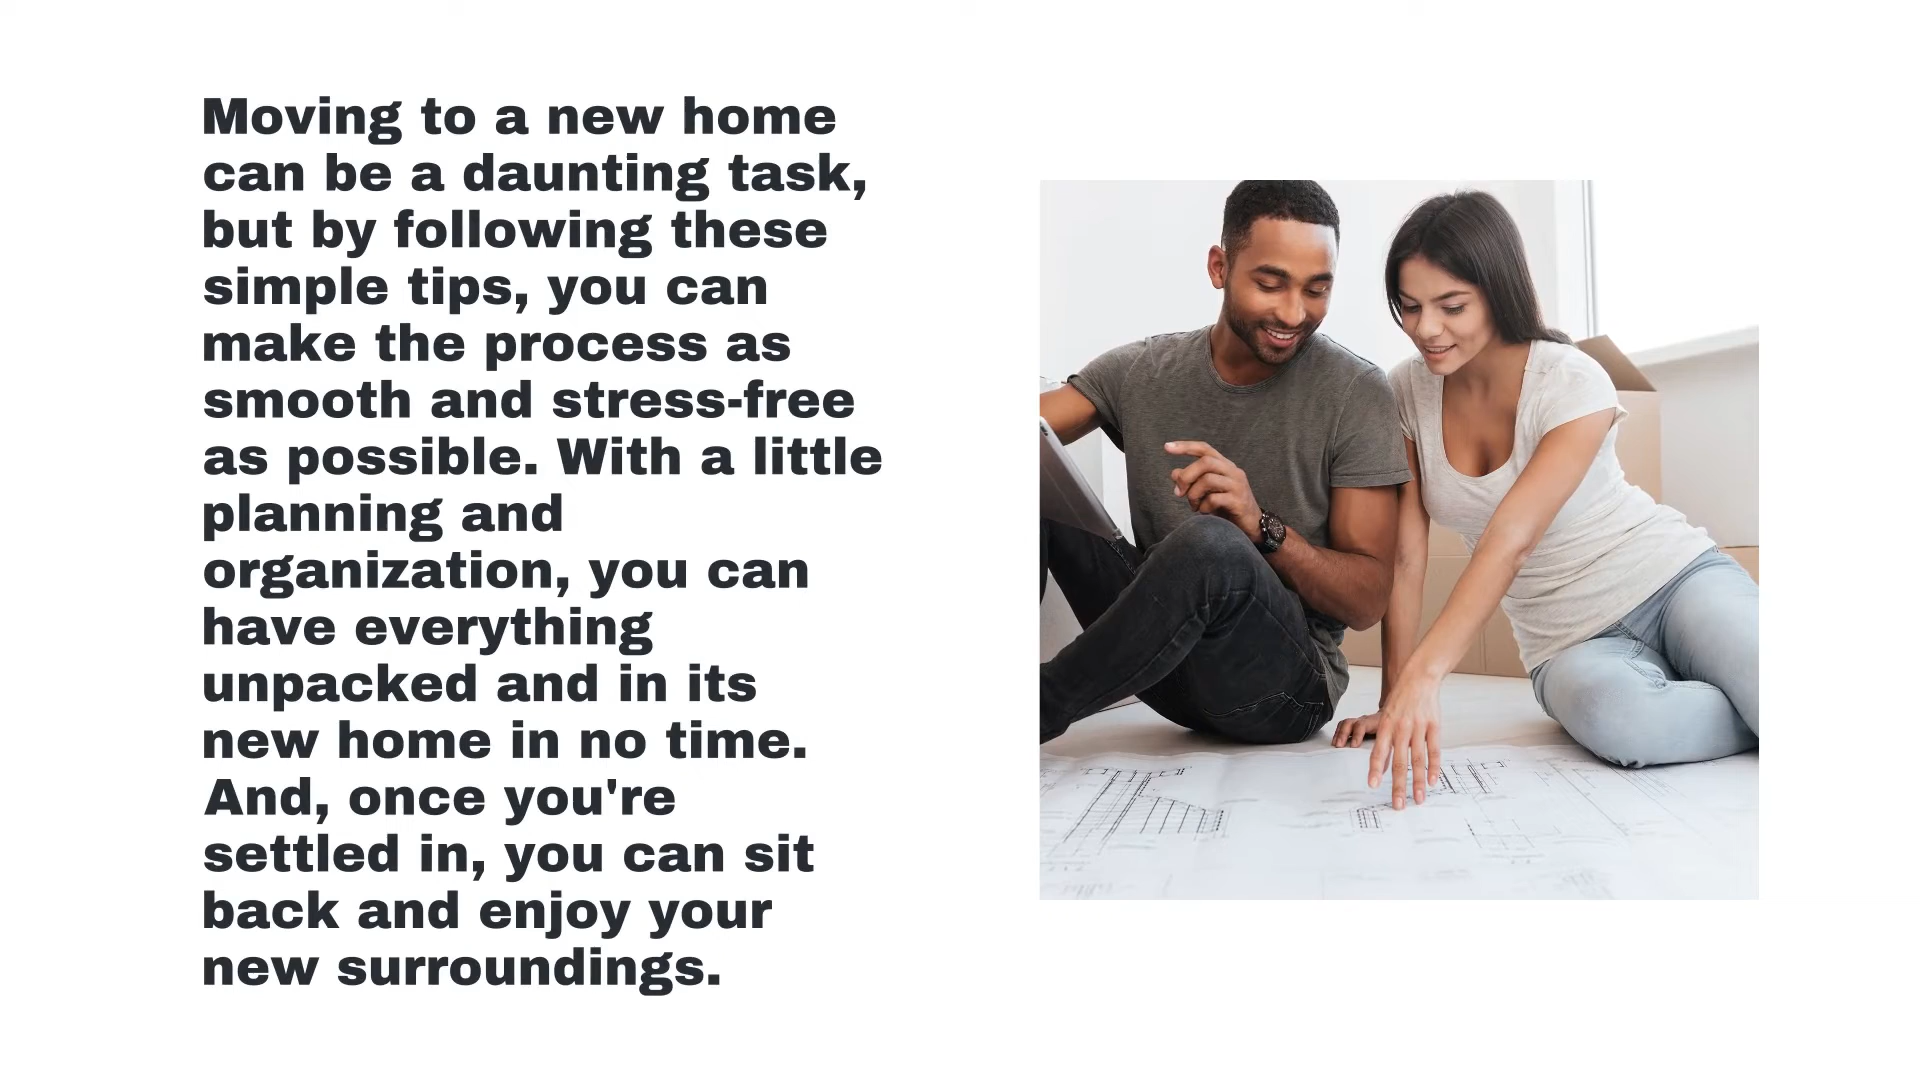 Moving to a new home
can be a daunting task,
but by following these
simple tips, you can
make the process as
smooth and stress-free
as possible. With a little
planning and
organization, you can
have everything
unpacked and in its
new home in no time.
And, once you're
settled in, you can sit
back and enjoy your
new surroundings.